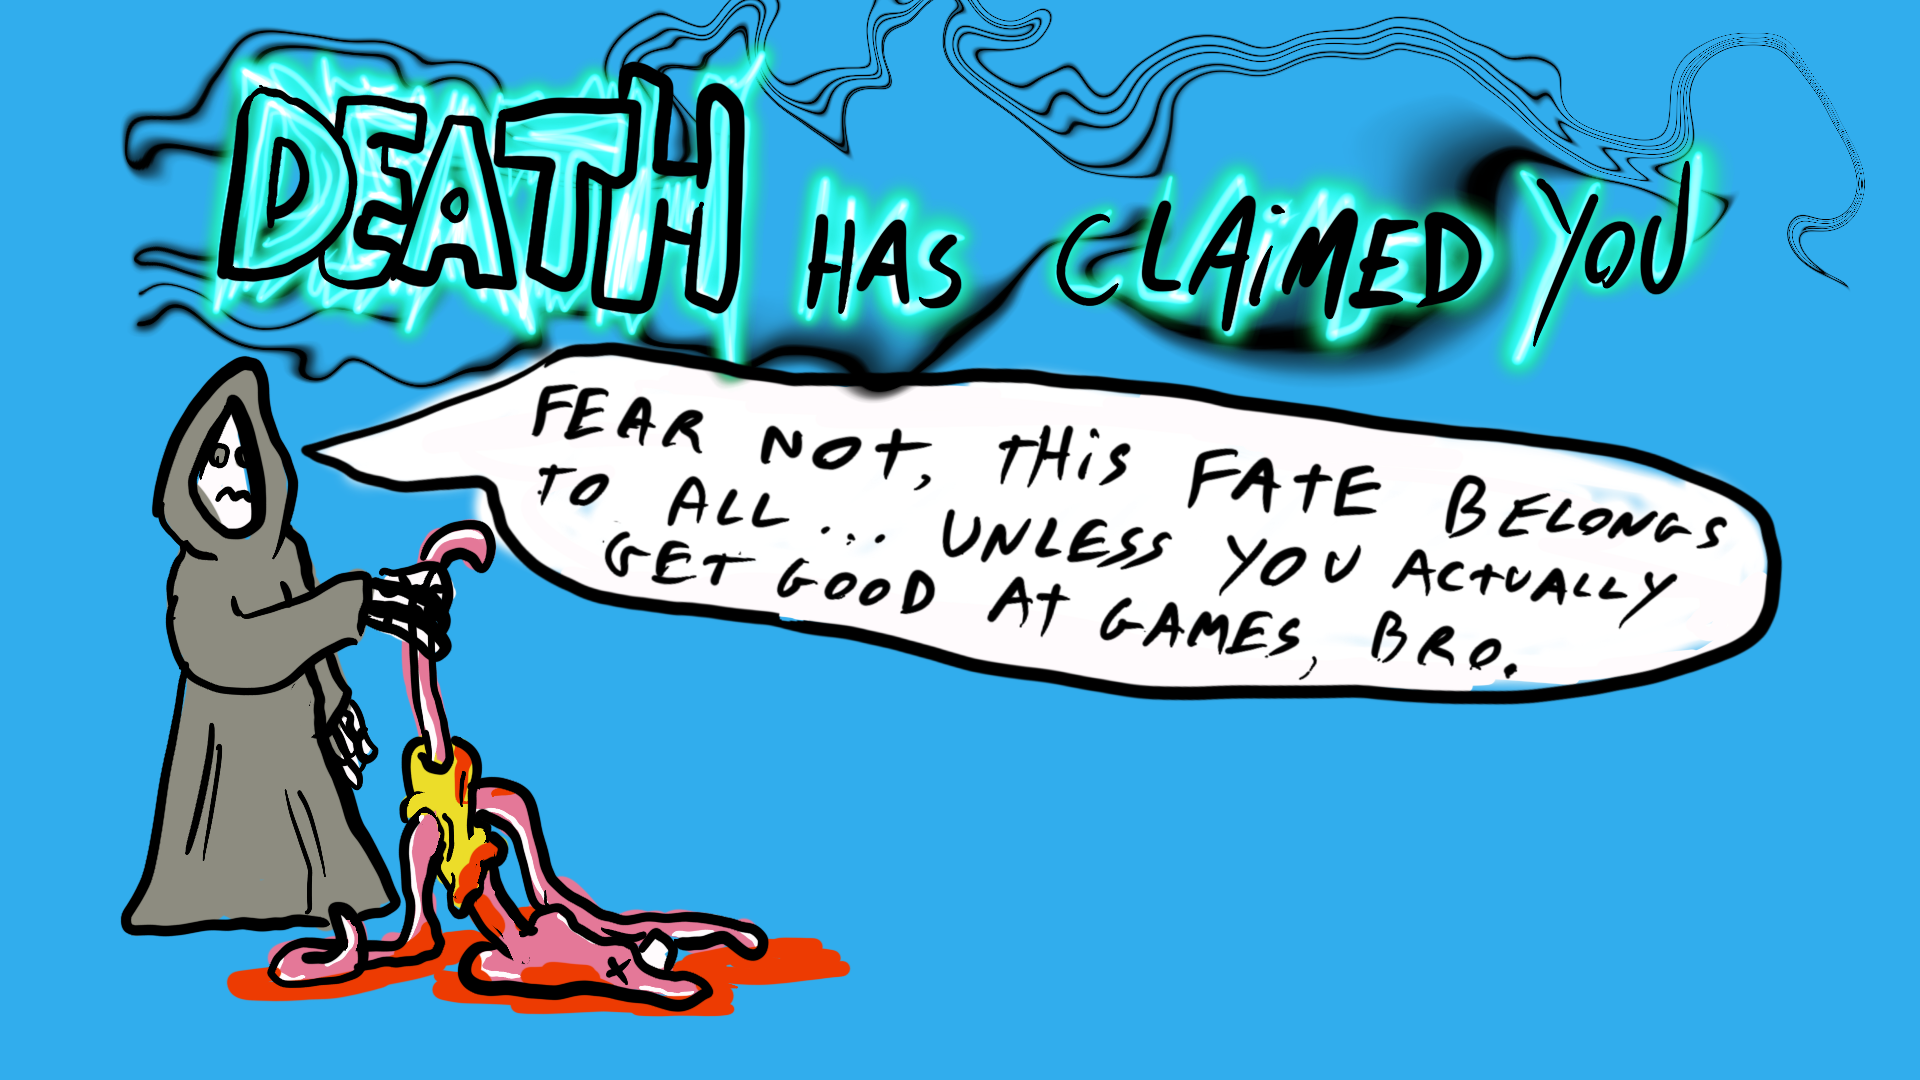 DEATH HAS CLAIMED YOU
FEAR NOT, THIS FATE BELONGS
TO ALL... UNLESS YOU ACTUALLY
GET GOOD AT GAMES, BRO.